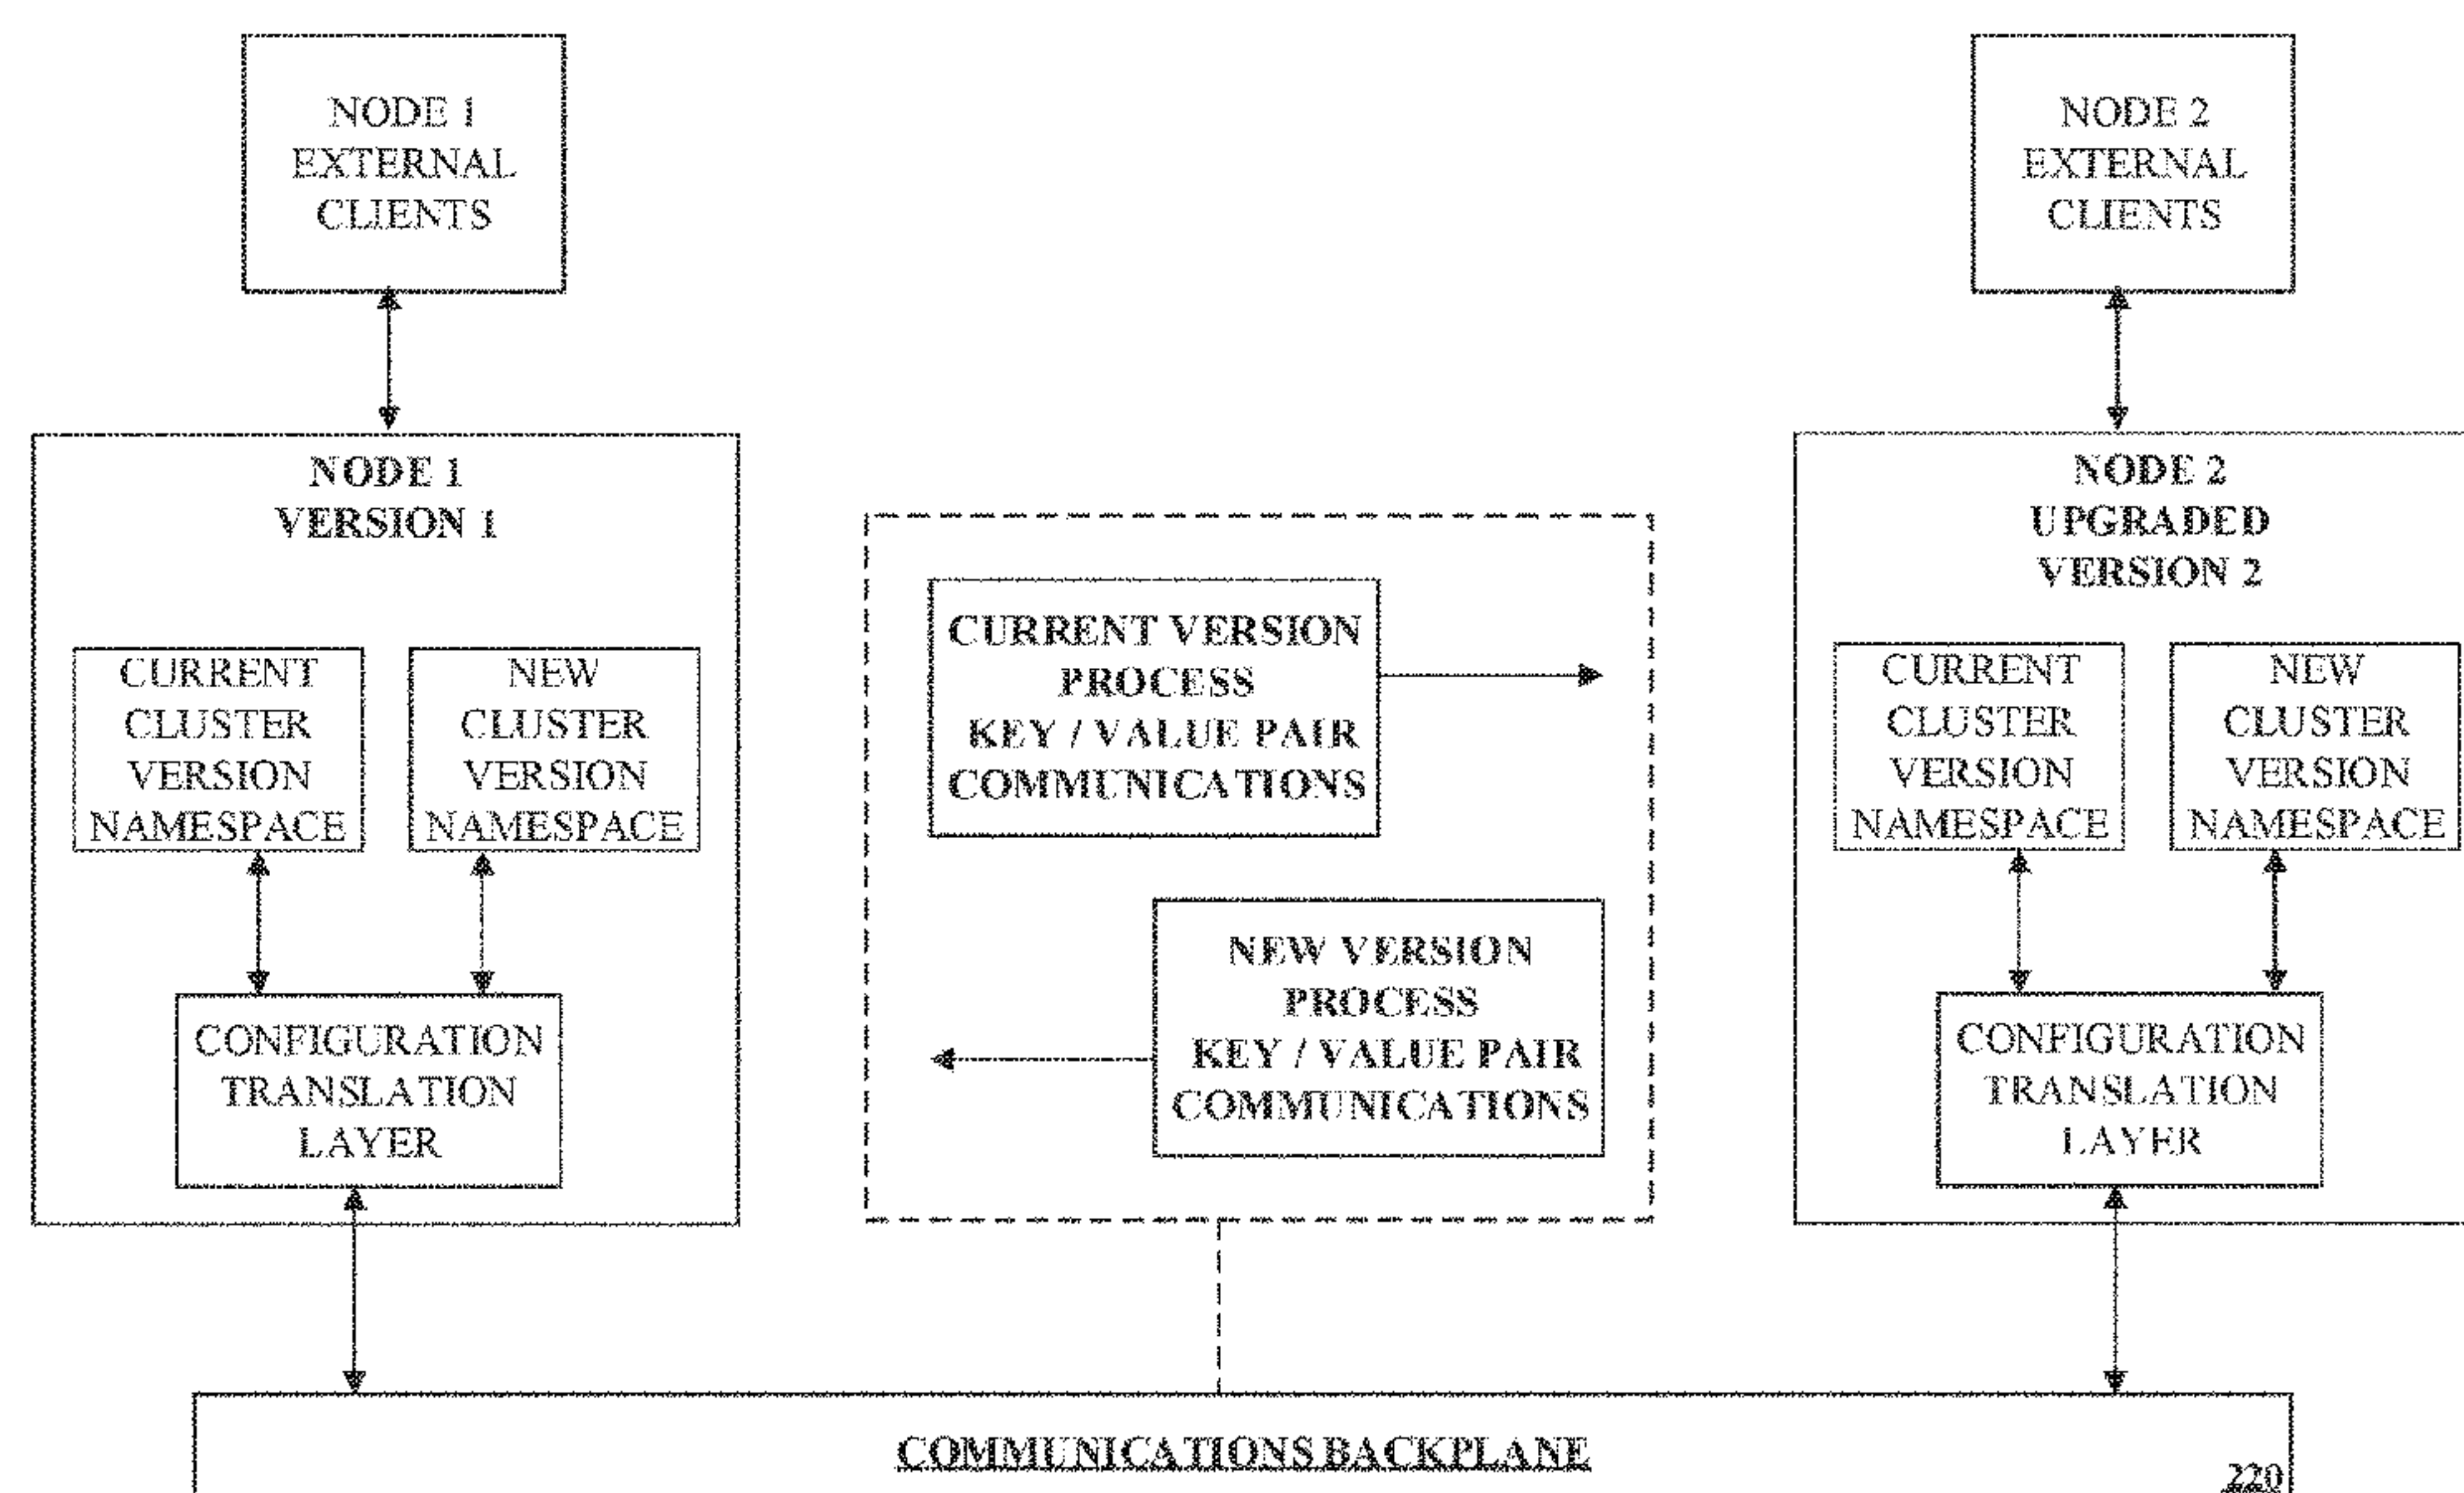 NODE 1
EXTERNAL
CLIENTS
NODE 2
EXTERNAL
CLIENTS
NODE 1
VERSION 1
CURRENT
CLUSTER
VERSION
NAMESPACE
NEW
CLUSTER
VERSION
NAMESPACE
CONFIGURATION
TRANSLATION
LAYER
CURRENT VERSION
PROCESS
KEY / VALUE PAIR
COMMUNICATIONS
NEW VERSION
PROCESS
KEY / VALUE PAIR
COMMUNICATIONS
NODE 2
UPGRADED
VERSION 2
CURRENT
CLUSTER
VERSION
NAMESPACE
NEW
CLUSTER
VERSION
NAMESPACE
CONFIGURATION
TRANSLATION
LAYER
COMMUNICATIONS BACKPLANE
220